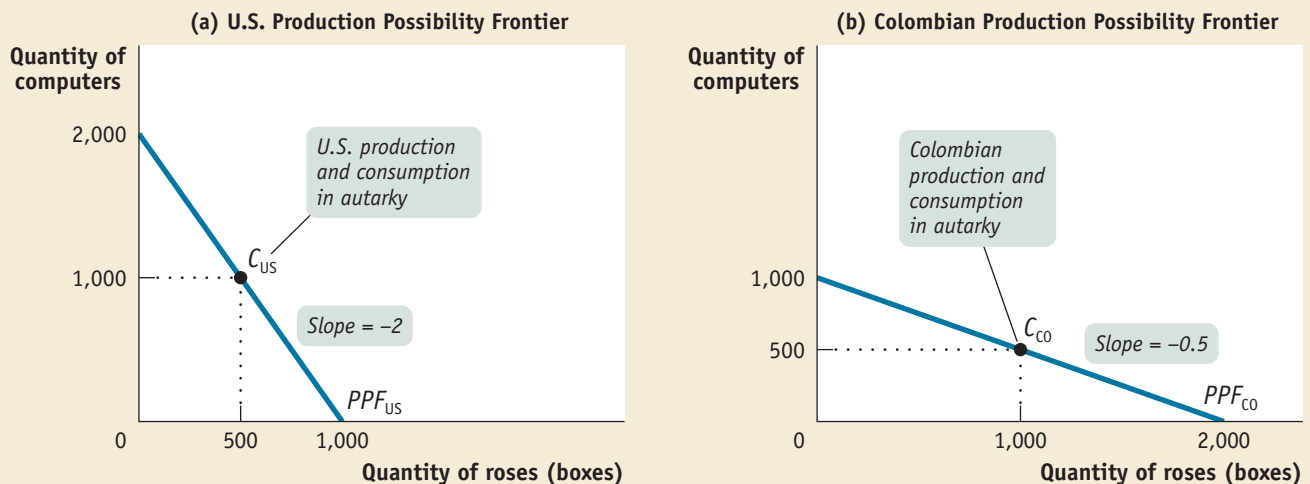 (a) U.S. Production Possibility Frontier
Quantity of
computers
2,000
1,000
0
500
1,000
Quantity of roses (boxes)
U.S. production
and consumption
in autarky
C_US
Slope = –2
PPF_US
(b) Colombian Production Possibility Frontier
Quantity of
computers
1,000
500
0
1,000
2,000
Quantity of roses (boxes)
Colombian
production and
consumption
in autarky
C_CO
Slope = –0.5
PPF_CO